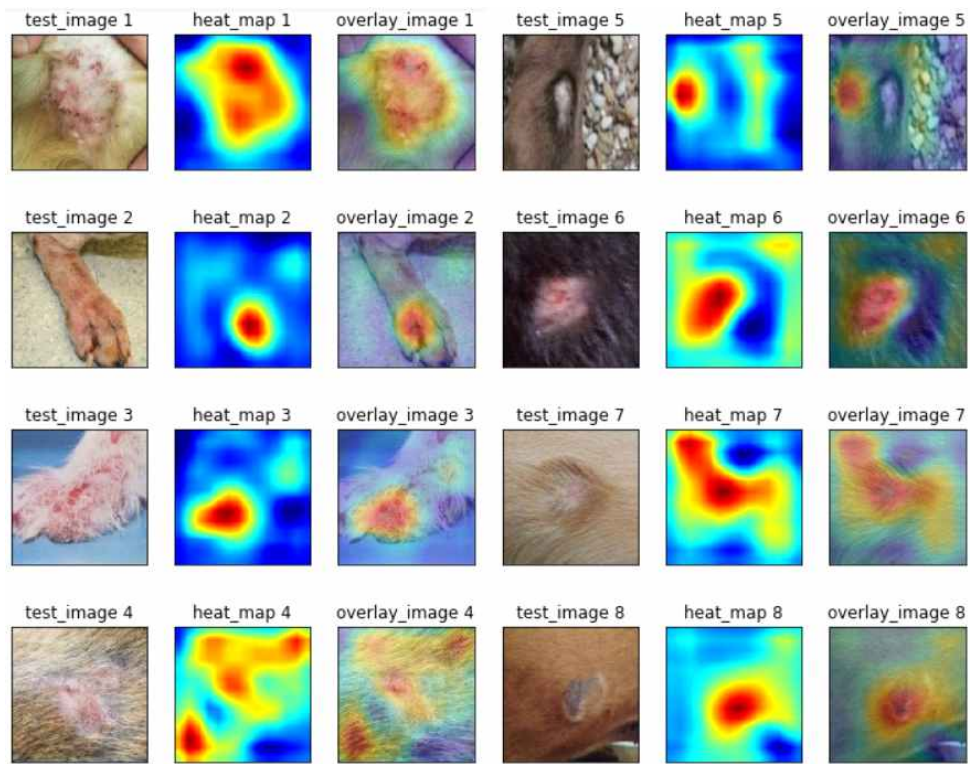 test_image 1 heat_map 1 overlay_image 1 test_image 5 heat_map 5 overlay_image 5
test_image 2 heat_map 2 overlay_image 2 test_image 6 heat_map 6 overlay_image 6
test_image 3 heat_map 3 overlay_image 3 test_image 7 heat_map 7 overlay_image 7
test_image 4 heat_map 4 overlay_image 4 test_image 8 heat_map 8 overlay_image 8